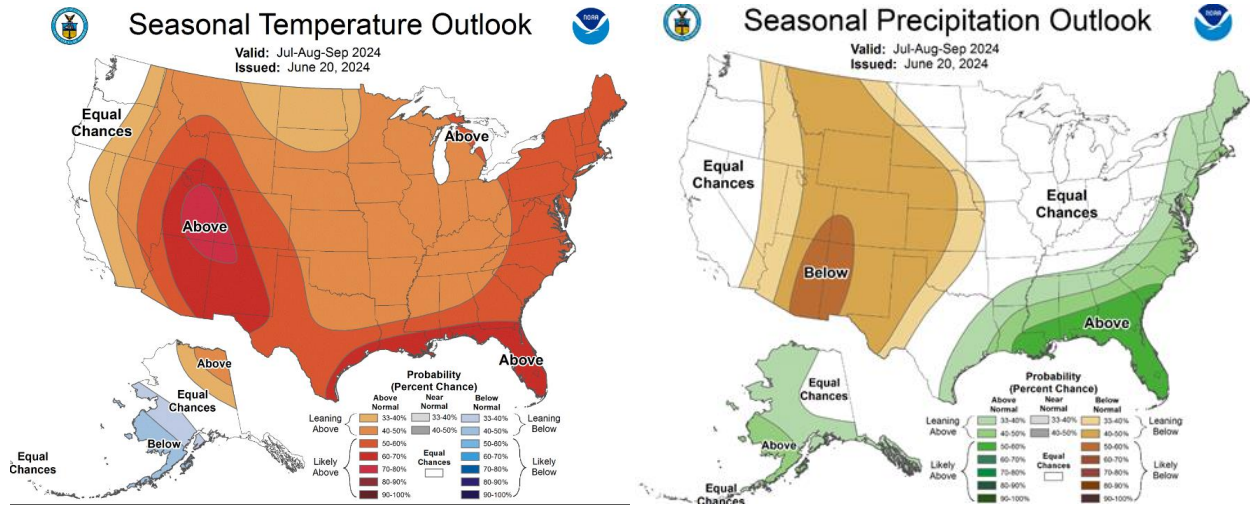 Seasonal Temperature Outlook
Valid: Jul-Aug-Sep 2024
Issued: June 20, 2024
NOAA
Equal
Chances
Above
Above
Above
Above
Equal
Chances
Below
Equal
Chances
Probability
(Percent Chance)
Above
Normal
Near
Normal
Below
Normal
Leaning
Above
33-40%
33-40%
33-40%
Leaning
Below
40-50%
40-50%
40-50%
Likely
Above
50-60%
50-60%
Likely
Below
60-70%
Equal
Chances
60-70%
70-80%
70-80%
80-90%
80-90%
90-100%
90-100%
Seasonal Precipitation Outlook
Valid: Jul-Aug-Sep 2024
Issued: June 20, 2024
NOAA
Equal
Chances
Equal
Chances
Below
Above
Equal
Chances
Above
Equal
Chances
Probability
(Percent Chance)
Above
Normal
Near
Normal
Below
Normal
Leaning
Above
33-40%
33-40%
33-40%
Leaning
Below
40-50%
40-50%
40-50%
Likely
Above
50-60%
50-60%
Likely
Below
60-70%
Equal
Chances
60-70%
70-80%
70-80%
80-90%
80-90%
90-100%
90-100%